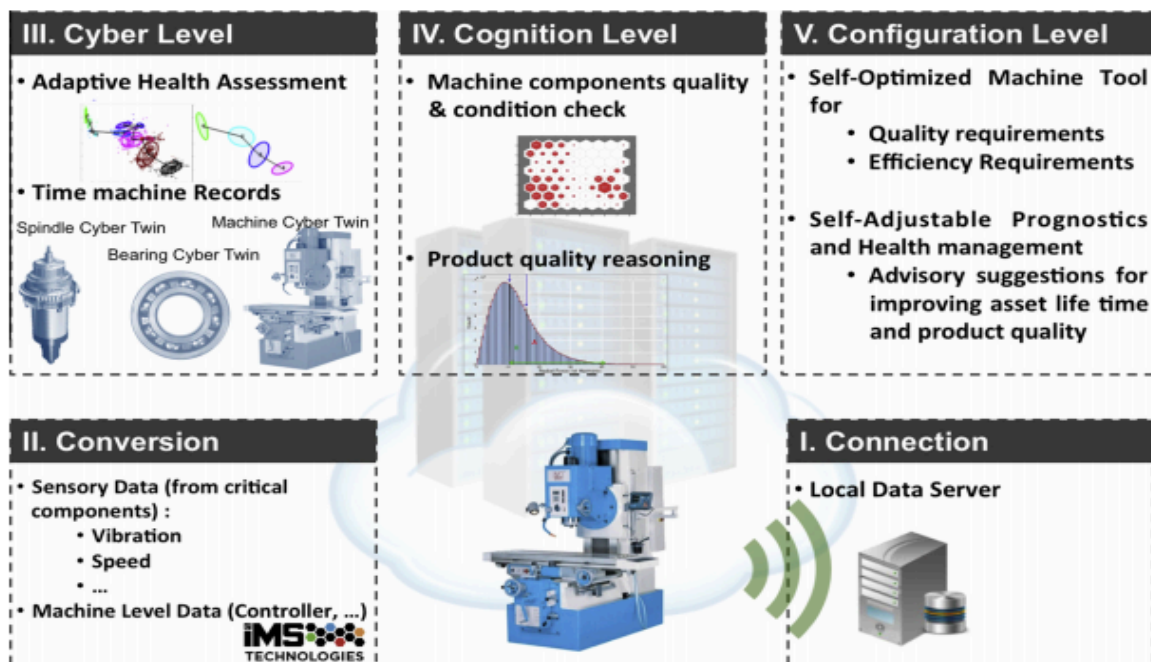 III. Cyber Level
• Adaptive Health Assessment
• Time machine Records
Machine Cyber Twin
Spindle Cyber Twin
Bearing Cyber Twin
IV. Cognition Level
• Machine components quality
& condition check
• Product quality reasoning
V. Configuration Level
• Self-Optimized Machine Tool
for
• Quality requirements
• Efficiency Requirements
• Self-Adjustable Prognostics
and Health management
• Advisory suggestions for
improving asset life time
and product quality
II. Conversion
• Sensory Data (from critical
components) :
• Vibration
• Speed
• ...
• Machine Level Data (Controller, ...)
iMS
TECHNOLOGIES
I. Connection
• Local Data Server